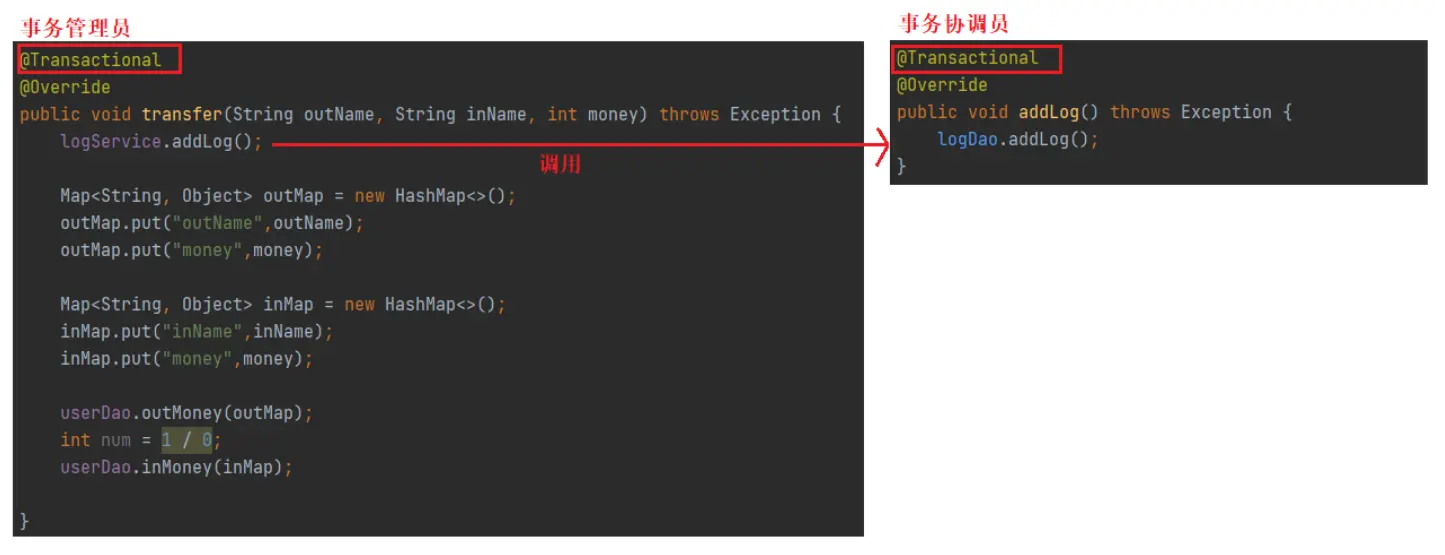 事务管理员
@Transactional
@Override
public void transfer(String outName, String inName, int money) throws Exception {
    logService.addLog();
    Map<String, Object> outMap = new HashMap<>();
    outMap.put("outName",outName);
    outMap.put("money",money);
    Map<String, Object> inMap = new HashMap<>();
    inMap.put("inName",inName);
    inMap.put("money",money);
    userDao.outMoney(outMap);
    int num = 1 / 0;
    userDao.inMoney(inMap);
}
调用
事务协调员
@Transactional
@Override
public void addLog() throws Exception {
    logDao.addLog();
}